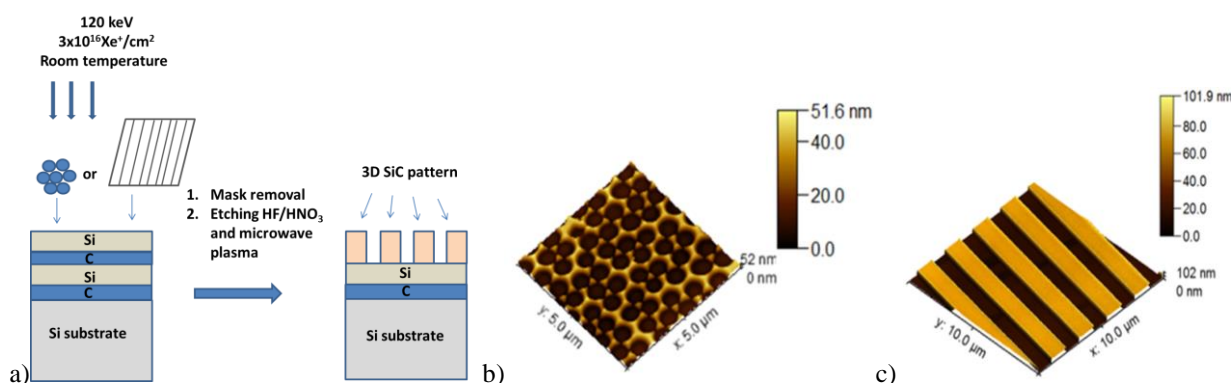 120 keV
3x10¹⁶Xe⁺/cm²
Room temperature
or
Si
C
Si
C
Si substrate
a)
1. Mask removal
2. Etching HF/HNO₃
and microwave
plasma
3D SiC pattern
Si
C
Si substrate
b)
51.6 nm
40.0
20.0
0.0
52 nm
0 nm
y: 5.0 µm
x: 5.0 µm
c)
101.9 nm
80.0
60.0
40.0
20.0
0.0
102 nm
0 nm
y: 10.0 µm
x: 10.0 µm